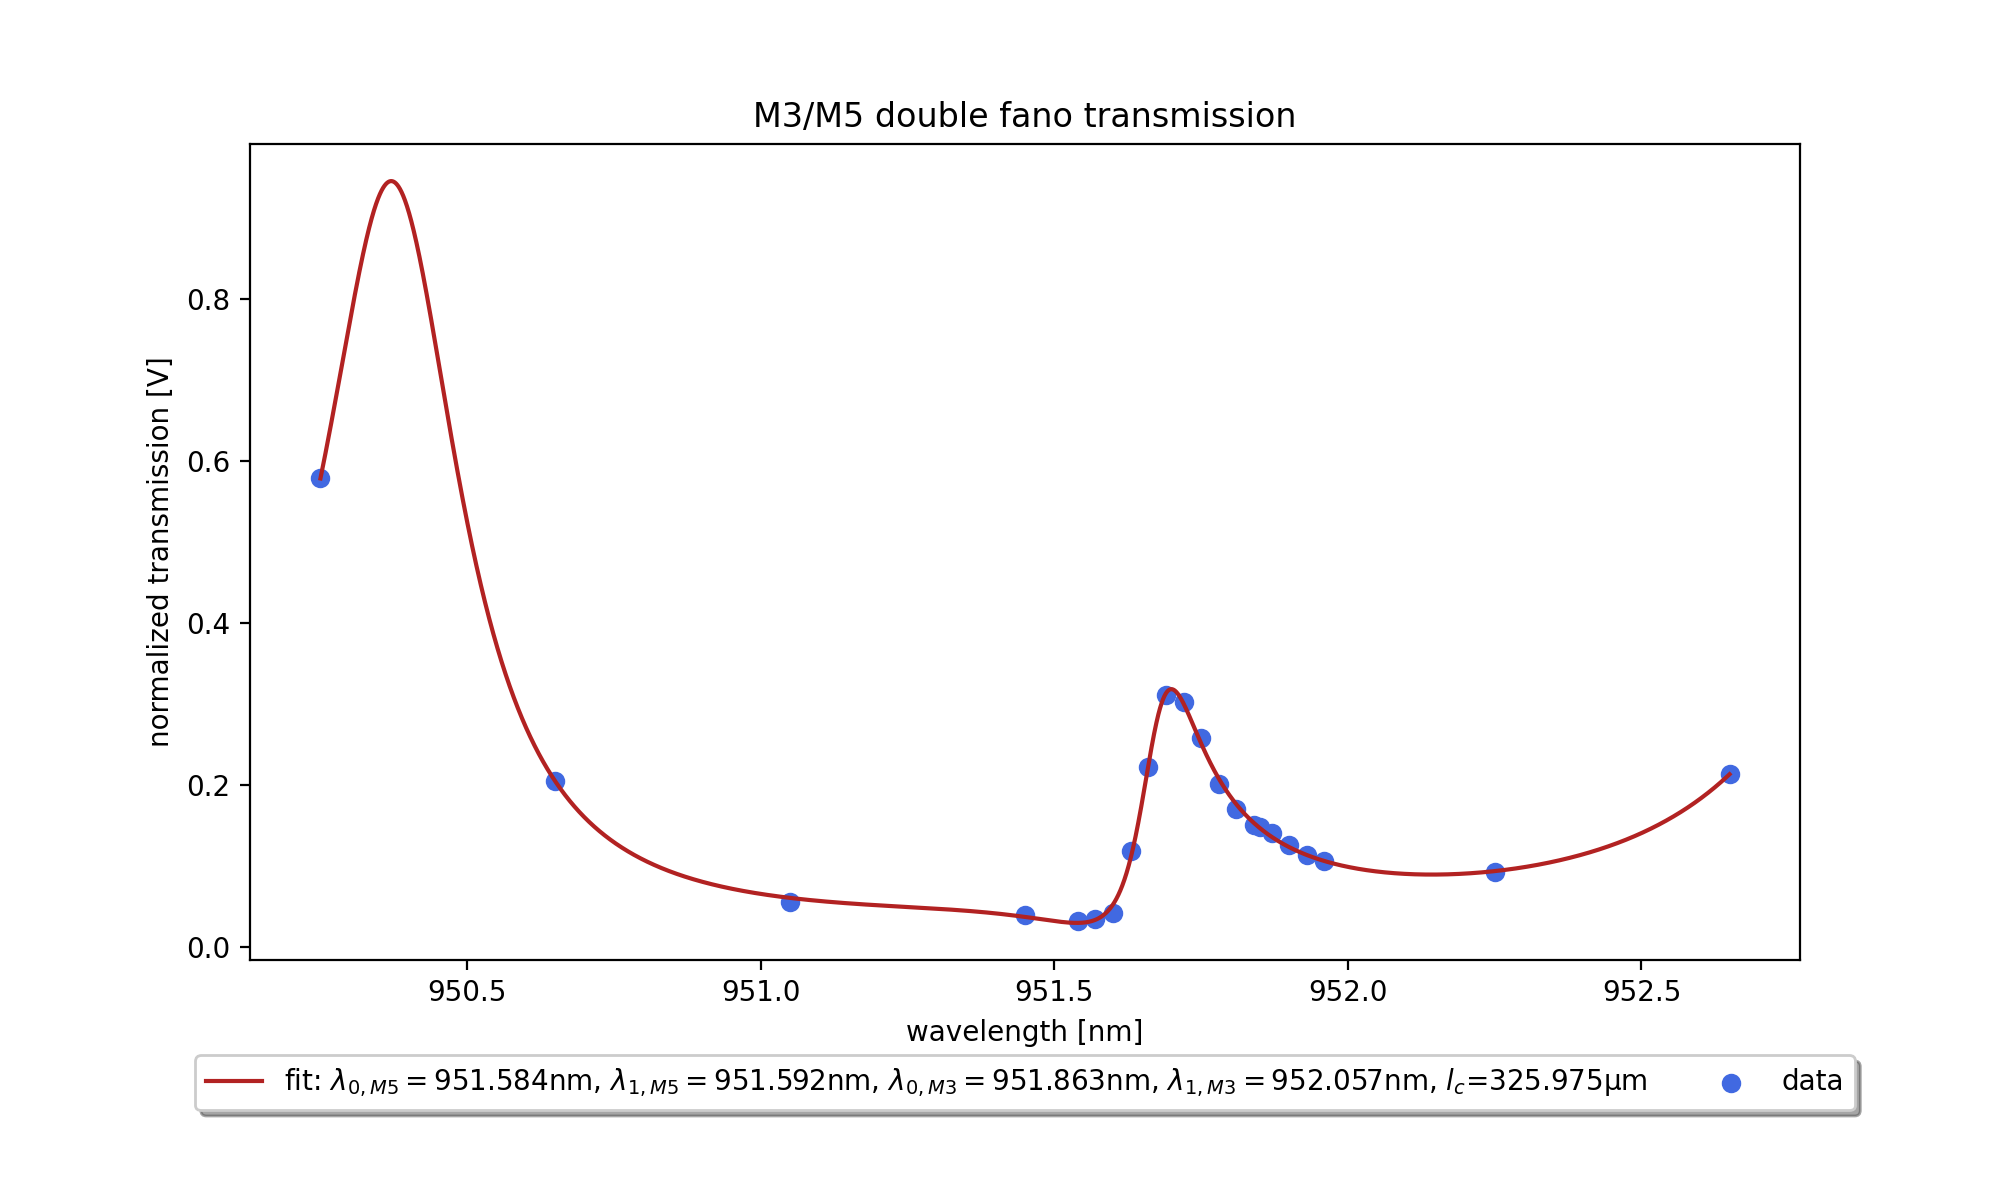 M3/M5 double fano transmission
normalized transmission [V]
0.8
0.6
0.4
0.2
0.0
950.5 951.0 951.5 952.0 952.5
wavelength [nm]
fit: λ₀,M5 = 951.584nm, λ₁,M5 = 951.592nm, λ₀,M3 = 951.863nm, λ₁,M3 = 952.057nm, l_c=325.975μm data